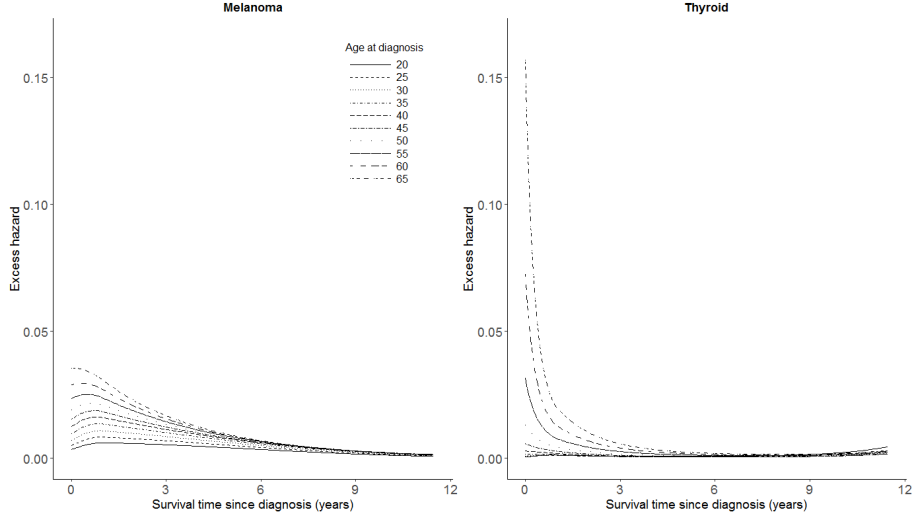 Melanoma
Excess hazard
0.15
0.10
0.05
0.00
Age at diagnosis
20
25
30
35
40
45
50
55
60
65
0 3 6 9 12
Survival time since diagnosis (years)
Thyroid
Excess hazard
0.15
0.10
0.05
0.00
0 3 6 9 12
Survival time since diagnosis (years)